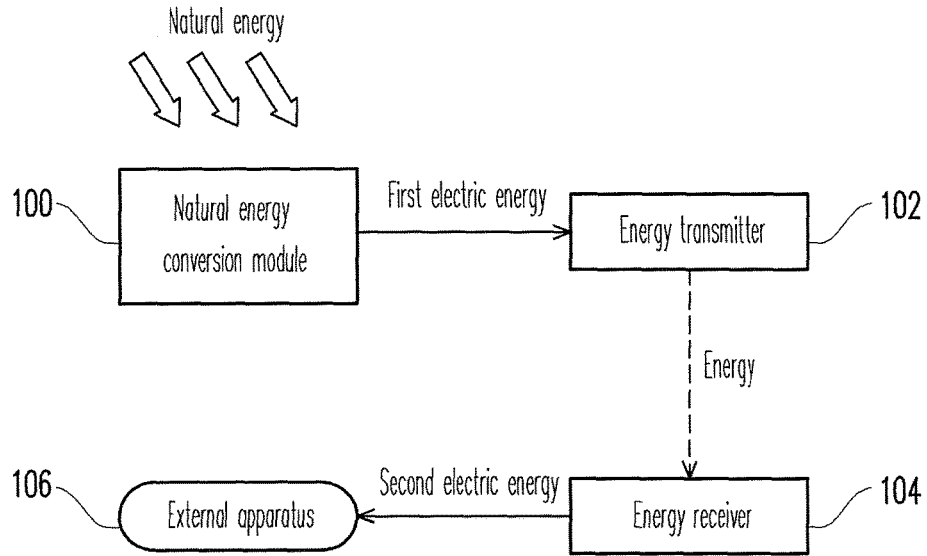 Natural energy
100
Natural energy
conversion module
First electric energy
Energy transmitter
102
Energy
106
External apparatus
Second electric energy
Energy receiver
104